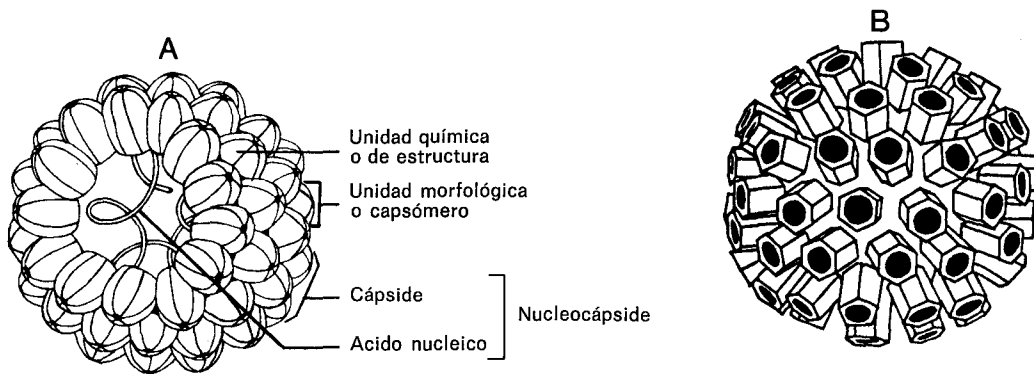 A
B
Unidad química
o de estructura
Unidad morfológica
o capsómero
Cápside
Nucleocápside
Acido nucleico